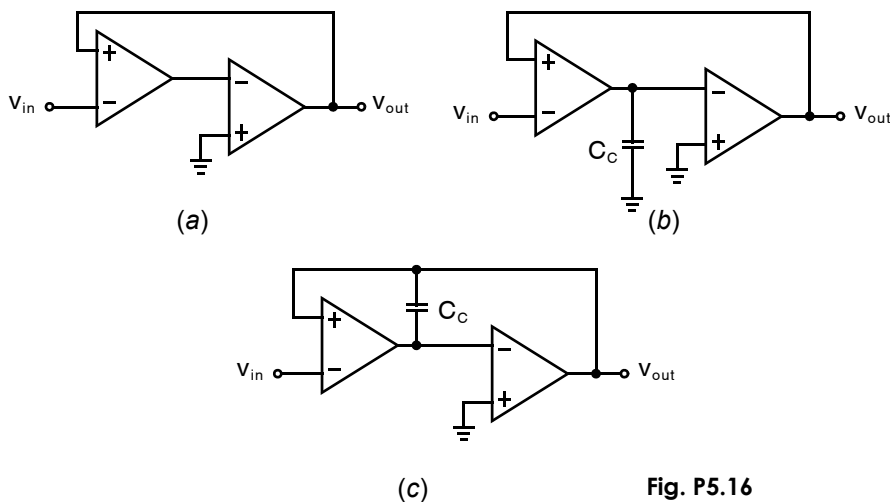 +
−
v_in
−
+
v_out
(a)
+
−
v_in
C_C
−
+
v_out
(b)
+
−
v_in
C_C
−
+
v_out
(c)
Fig. P5.16